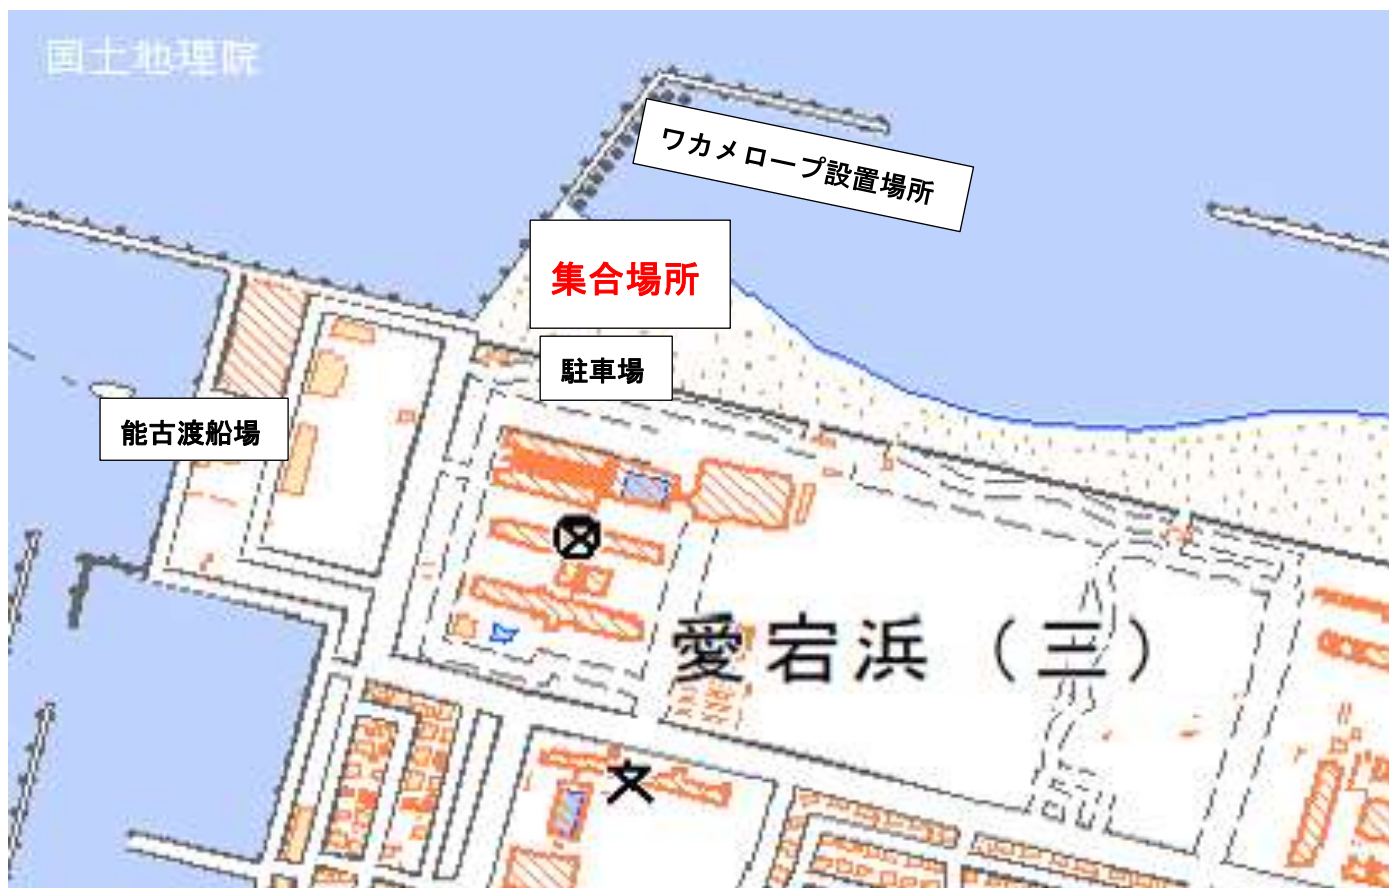 国土地理院
ワカメロープ設置場所
集合場所
駐車場
能古渡船場
愛宕浜（三）